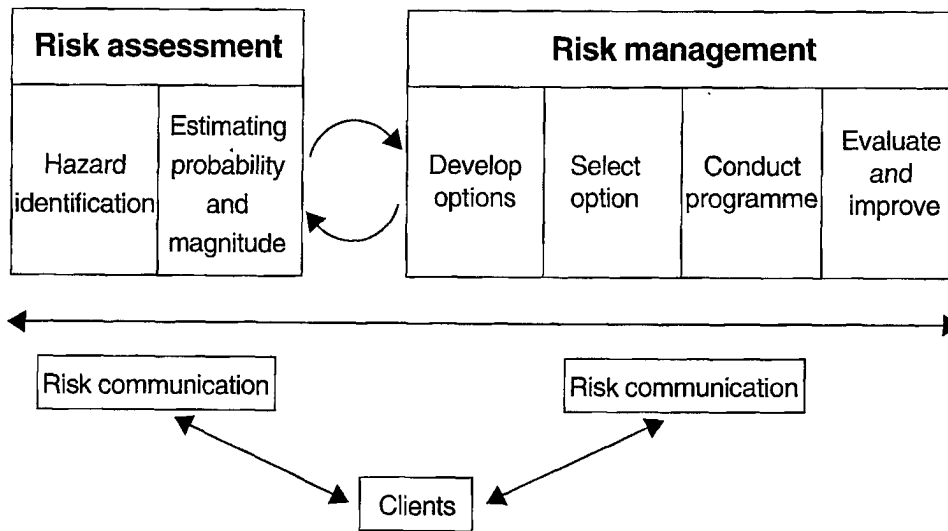 Risk assessment
Hazard
identification
Estimating
probability
and
magnitude
Risk management
Develop
options
Select
option
Conduct
programme
Evaluate
and
improve
Risk communication
Risk communication
Clients